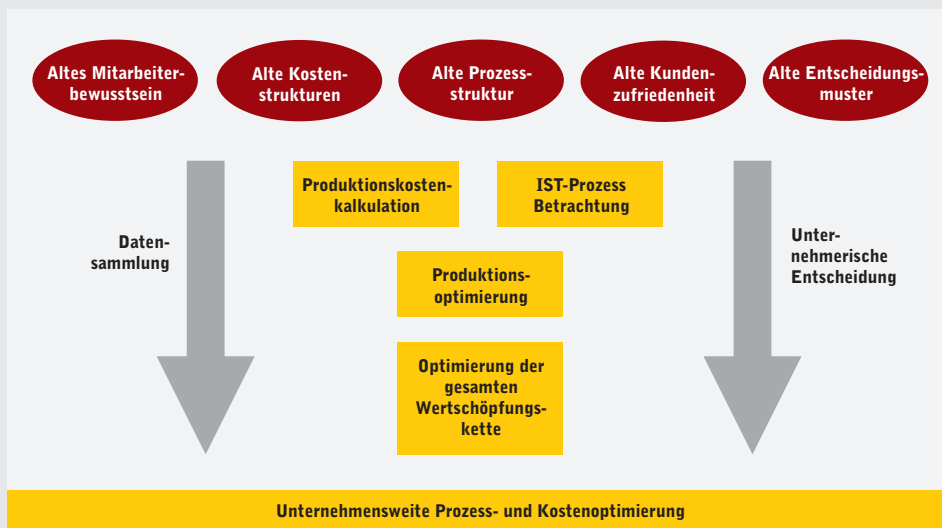 Altes Mitarbeiter-
bewusstsein
Alte Kosten-
strukturen
Alte Prozess-
struktur
Alte Kunden-
zufriedenheit
Alte Entscheidungs-
muster
Produktionskosten-
kalkulation
IST-Prozess
Betrachtung
Daten-
sammlung
Unter-
nehmerische
Entscheidung
Produktions-
optimierung
Optimierung der
gesamten
Wertschöpfungs-
kette
Unternehmensweite Prozess- und Kostenoptimierung